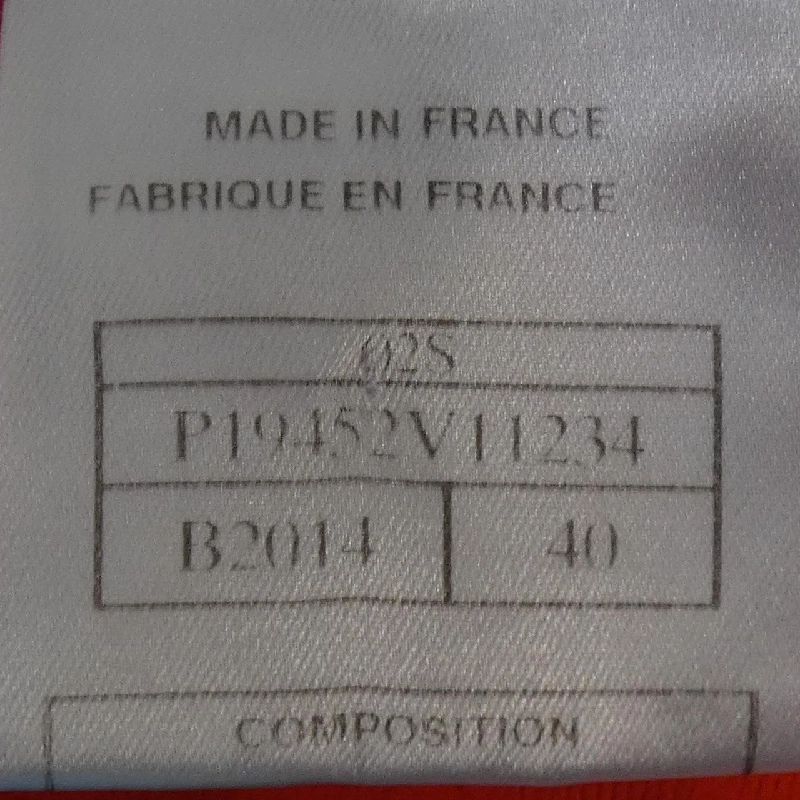 MADE IN FRANCE
FABRIQUE EN FRANCE
02S
P19452V11234
B2014 40
COMPOSITION